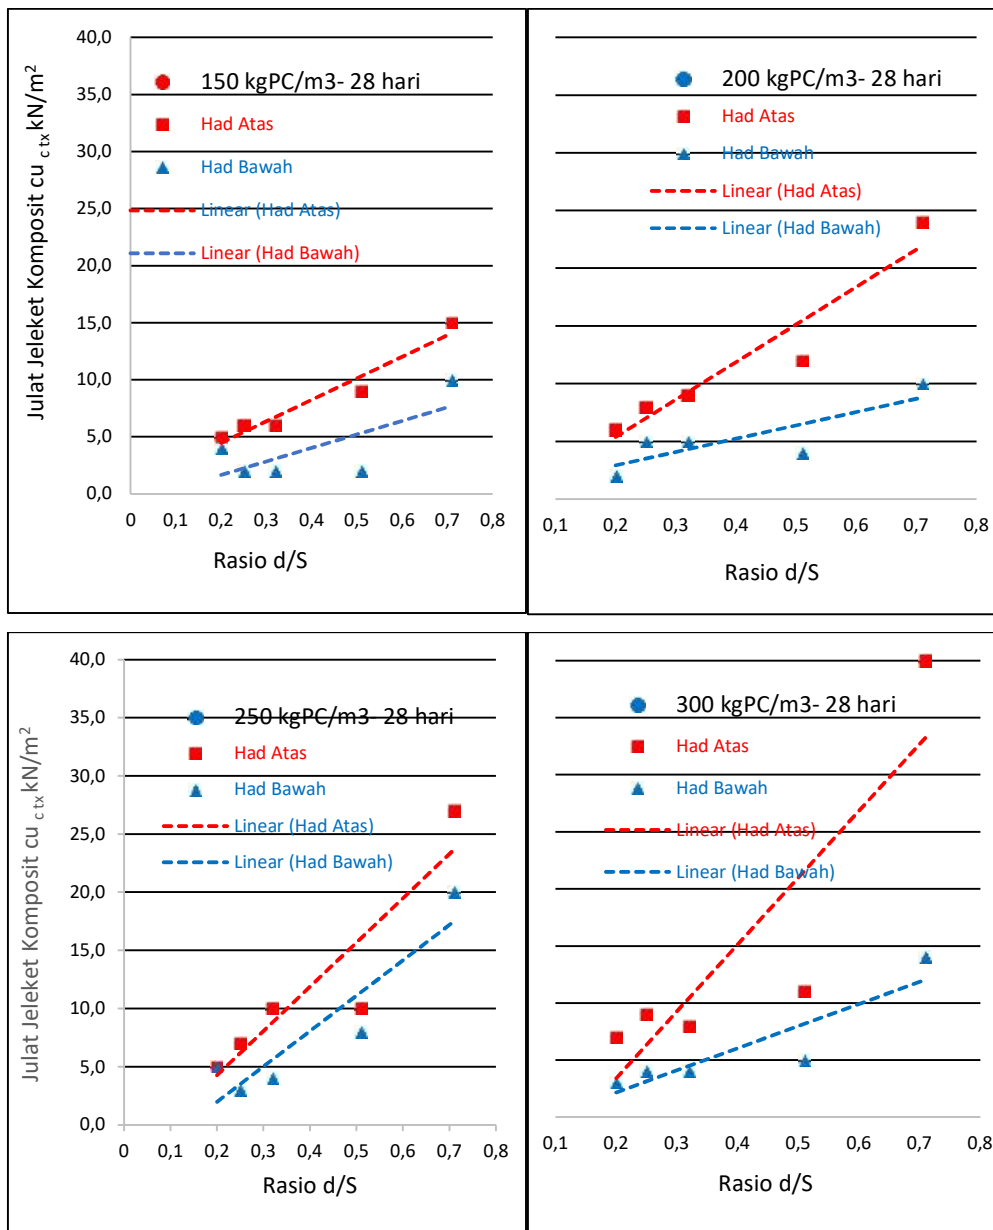 40,0
35,0
30,0
25,0
20,0
15,0
10,0
5,0
0,0
Julat Jeleket Komposit cu c tx kN/m2
150 kgPC/m3- 28 hari
Had Atas
Had Bawah
Linear (Had Atas)
Linear (Had Bawah)
0 0,1 0,2 0,3 0,4 0,5 0,6 0,7 0,8
Rasio d/S
200 kgPC/m3- 28 hari
Had Atas
Had Bawah
Linear (Had Atas)
Linear (Had Bawah)
0,1 0,2 0,3 0,4 0,5 0,6 0,7 0,8
Rasio d/S
40,0
35,0
30,0
25,0
20,0
15,0
10,0
5,0
0,0
Julat Jeleket Komposit cu c tx kN/m2
250 kgPC/m3- 28 hari
Had Atas
Had Bawah
Linear (Had Atas)
Linear (Had Bawah)
0 0,1 0,2 0,3 0,4 0,5 0,6 0,7 0,8
Rasio d/S
300 kgPC/m3- 28 hari
Had Atas
Had Bawah
Linear (Had Atas)
Linear (Had Bawah)
0,1 0,2 0,3 0,4 0,5 0,6 0,7 0,8
Rasio d/S